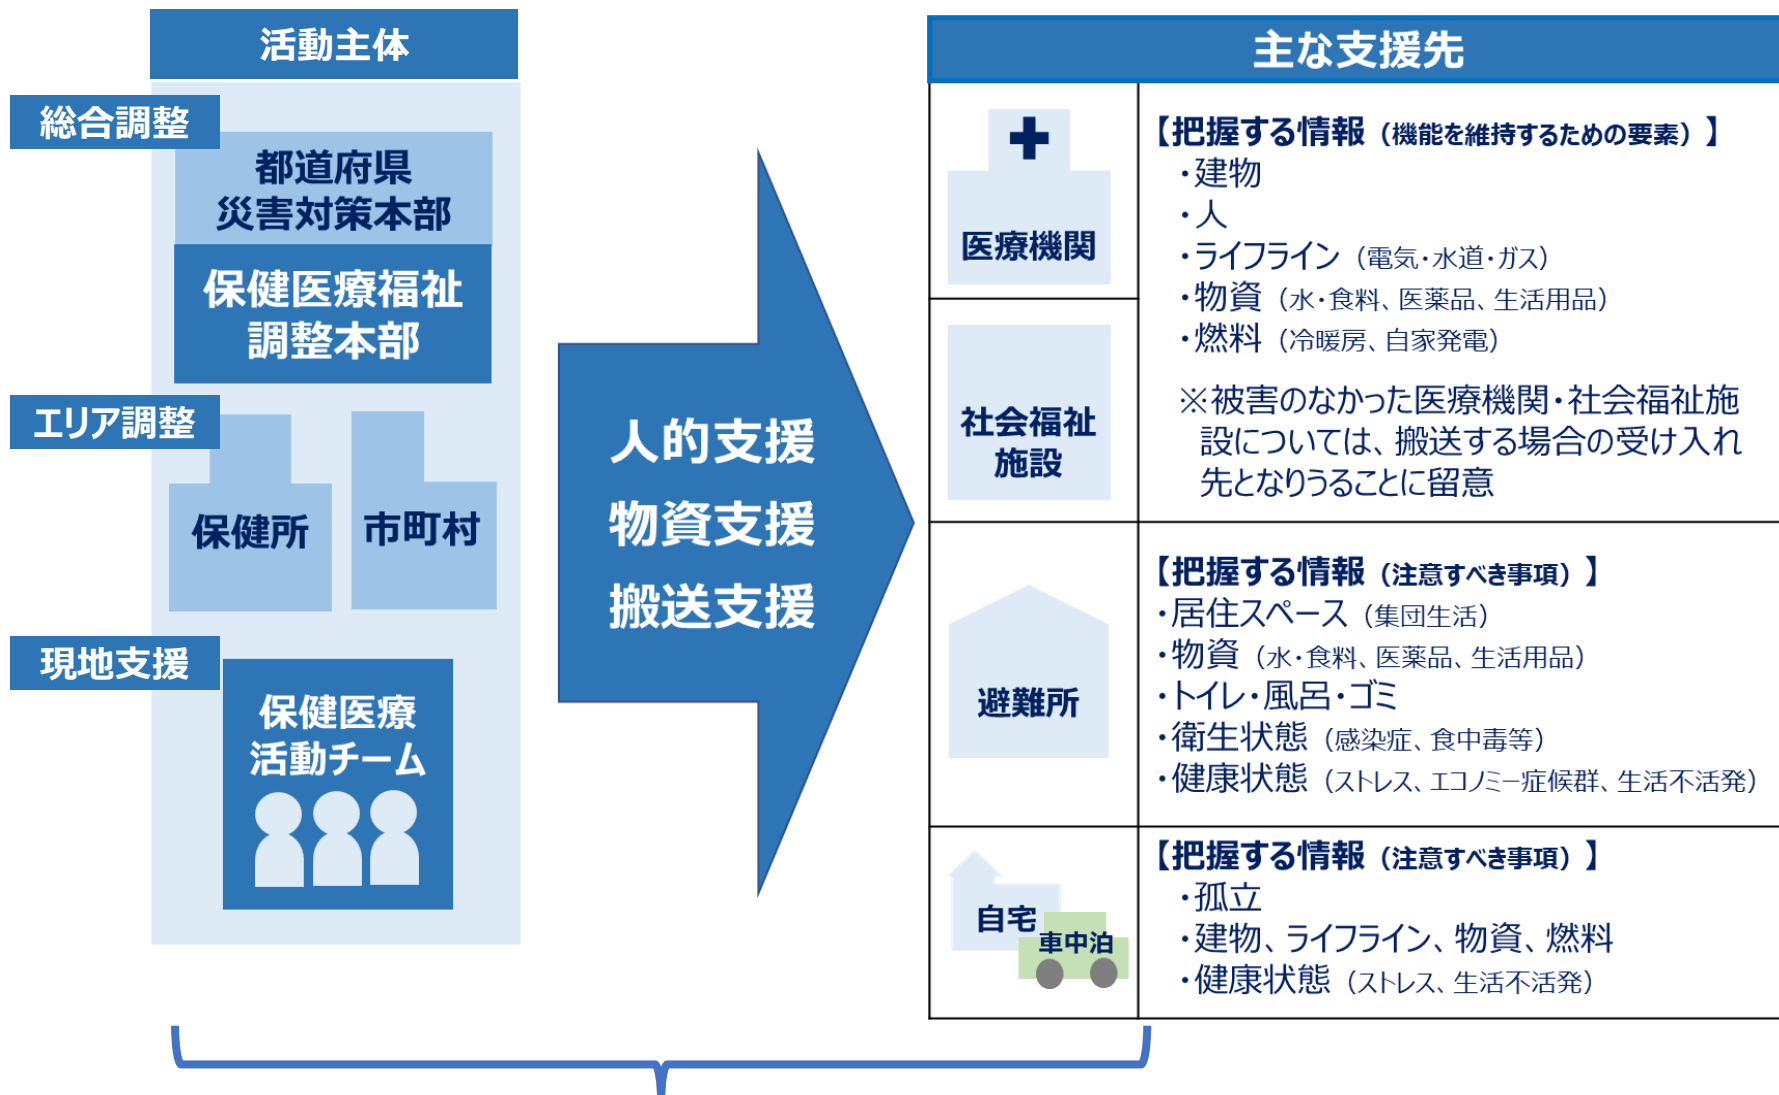 活動主体
総合調整
都道府県
災害対策本部
保健医療福祉
調整本部
エリア調整
保健所
市町村
現地支援
保健医療
活動チーム
人的支援
物資支援
搬送支援
主な支援先
医療機関
社会福祉
施設
【把握する情報（機能を維持するための要素）】
・建物
・人
・ライフライン（電気・水道・ガス）
・物資（水・食料、医薬品、生活用品）
・燃料（冷暖房、自家発電）
※被害のなかった医療機関・社会福祉施
設については、搬送する場合の受け入れ
先となりうることに留意
避難所
【把握する情報（注意すべき事項）】
・居住スペース（集団生活）
・物資（水・食料、医薬品、生活用品）
・トイレ・風呂・ゴミ
・衛生状態（感染症、食中毒等）
・健康状態（ストレス、エコノミー症候群、生活不活発）
自宅
車中泊
【把握する情報（注意すべき事項）】
・孤立
・建物、ライフライン、物資、燃料
・健康状態（ストレス、生活不活発）